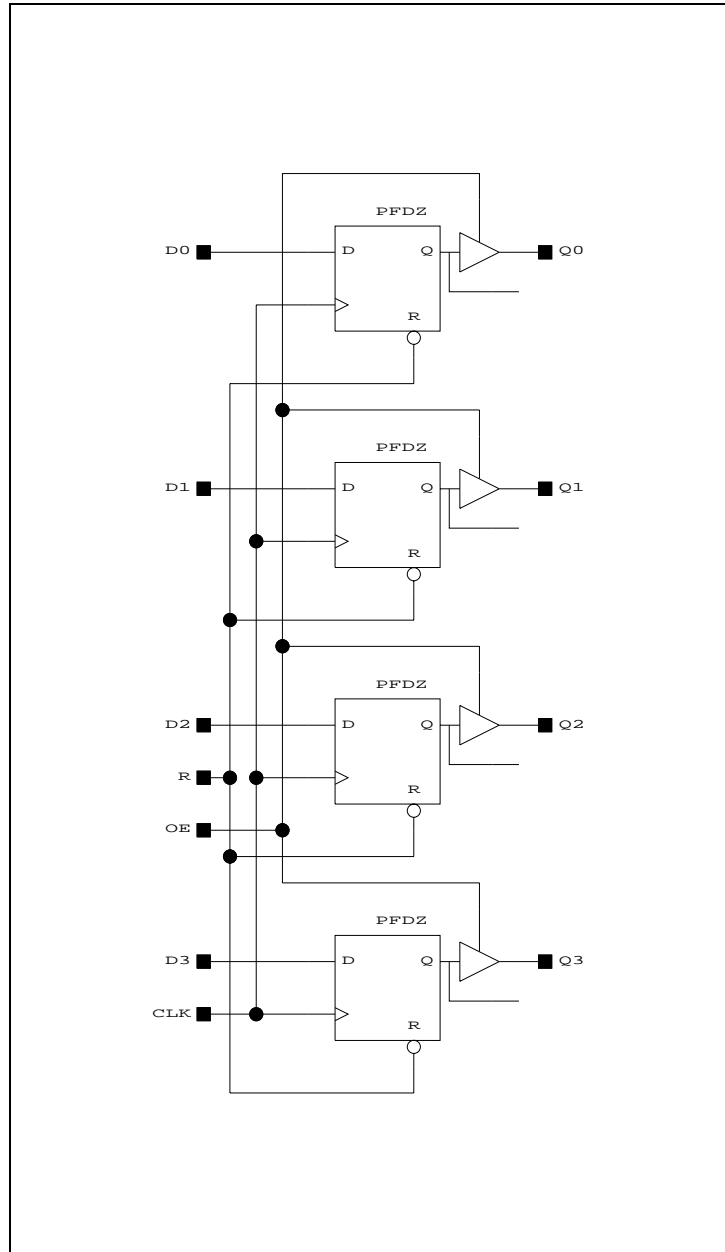 PFDZ
D0 D Q Q0
R
PFDZ
D1 D Q Q1
R
PFDZ
D2 D Q Q2
R R
OE
PFDZ
D3 D Q Q3
CLK R